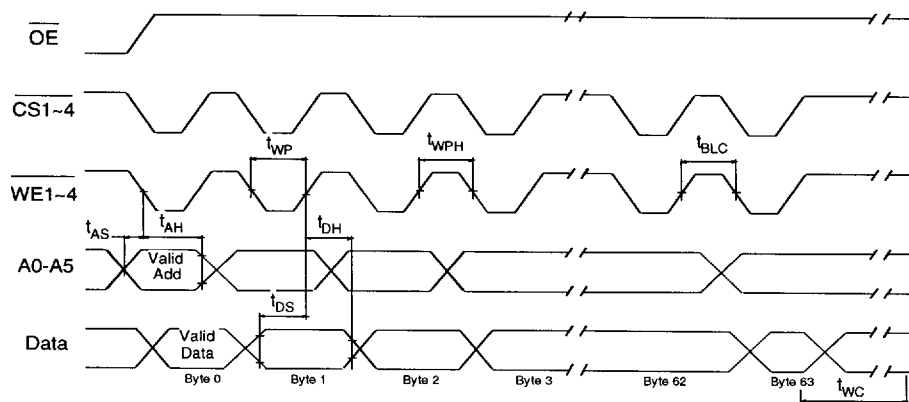 OE
CS1~4
tWP
tWPH
tBLC
WE1~4
tAS
tAH
tDH
A0-A5
Valid
Add
tDS
Data
Valid
Data
Byte 0
Byte 1
Byte 2
Byte 3
Byte 62
Byte 63
tWC